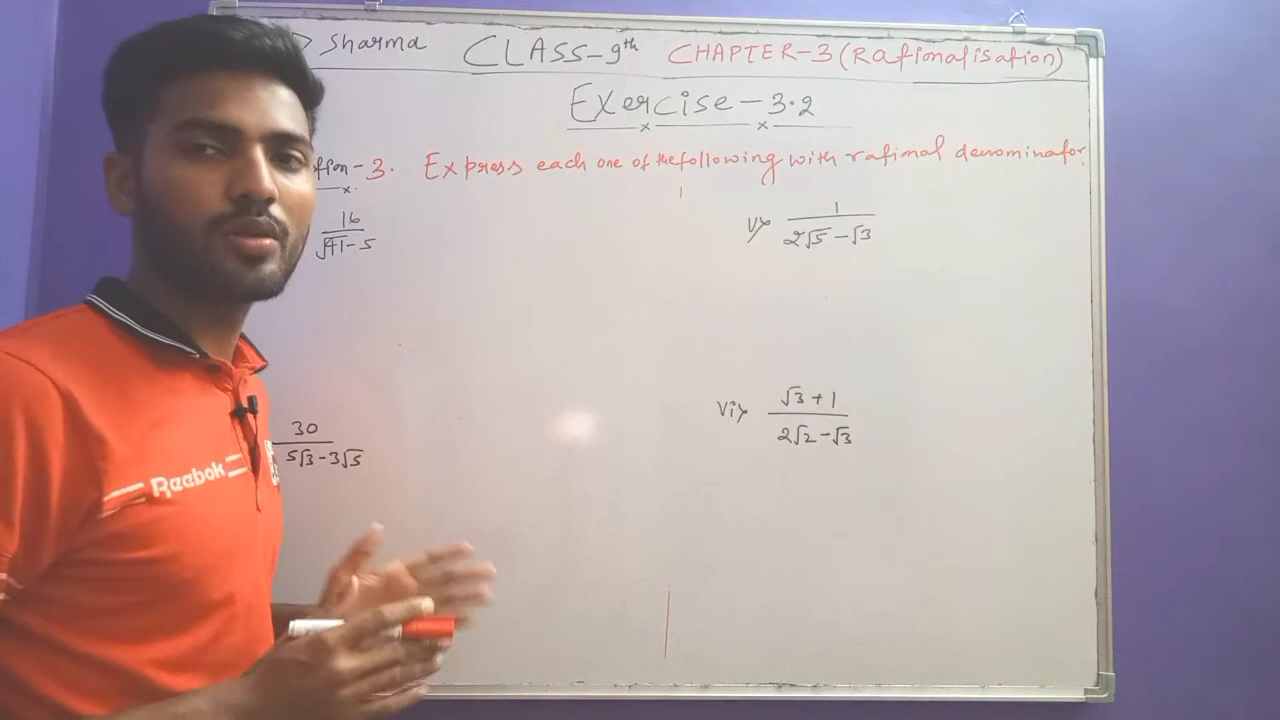 Sharma CLASS-9th CHAPTER-3 (Rationalisation)
Exercise-3.2
-3. Express each one of the following with rational denominator.
16/(√41-5)
v> 1/(2√5-√3)
30/(5√3-3√5)
vi> (√3+1)/(2√2-√3)
Reebok